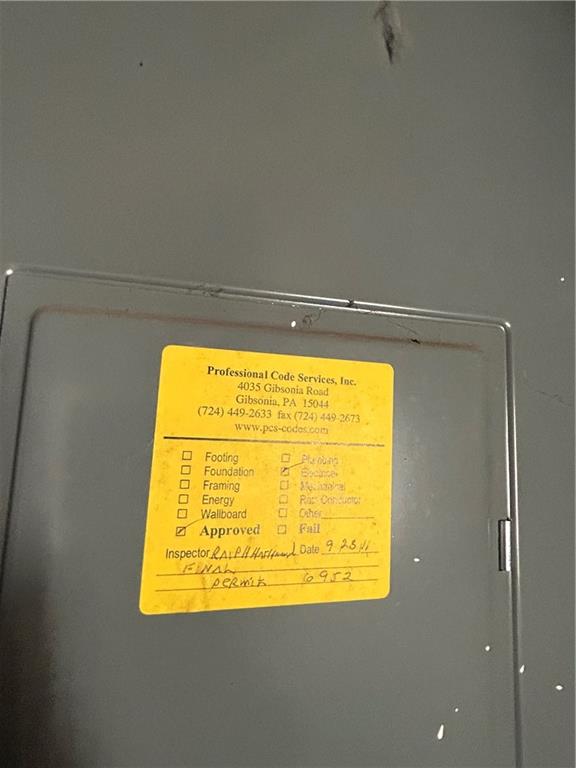 Professional Code Services, Inc.
4035 Gibsonia Road
Gibsonia, PA 15044
(724) 449-2633 fax (724) 449-2673
www.pcs-codes.com
Footing Plumbing
Foundation Electrical
Framing Mechanical
Energy Conductor
Wallboard Other
Approved Fail
Inspector RALPH Date 9 23 11
FINAL
PERMIT 6952